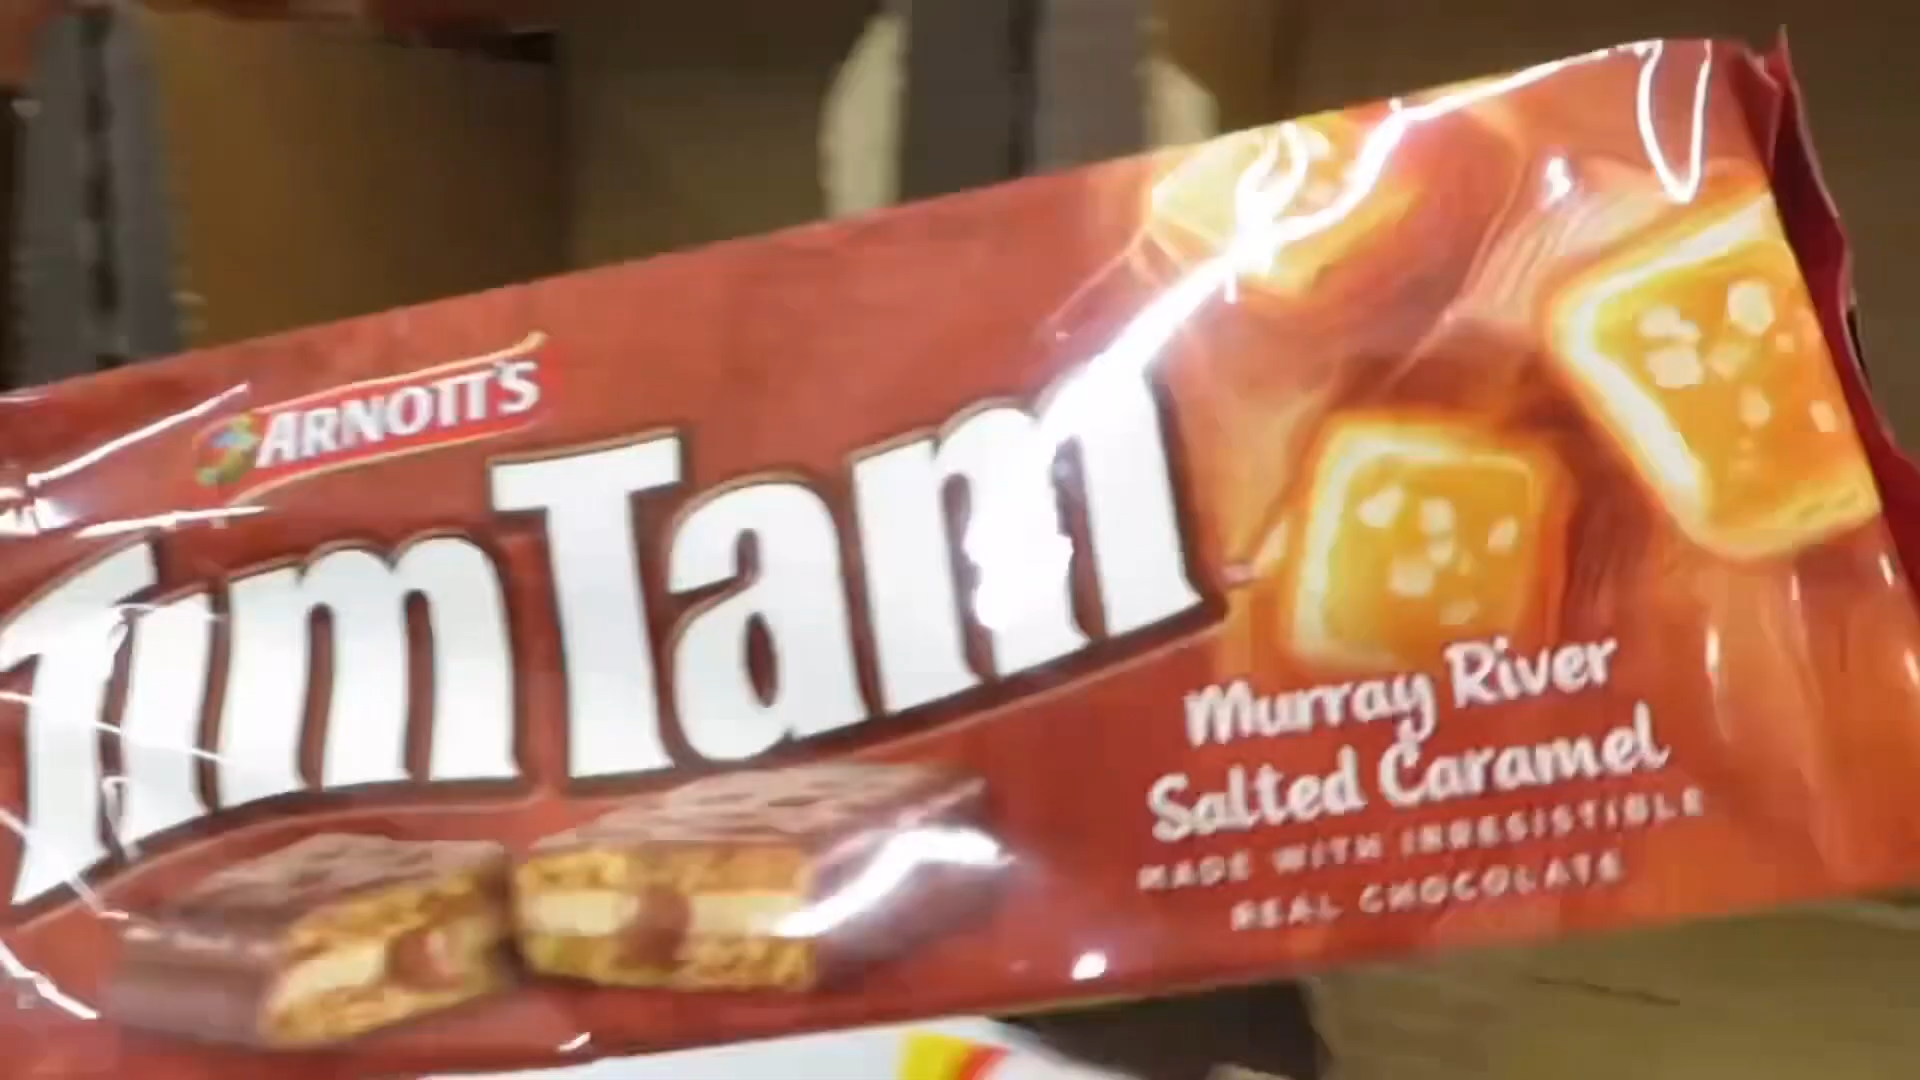 ARNOTT'S
TimTam
Murray River
Salted Caramel
MADE WITH IRRESISTIBLE
REAL CHOCOLATE